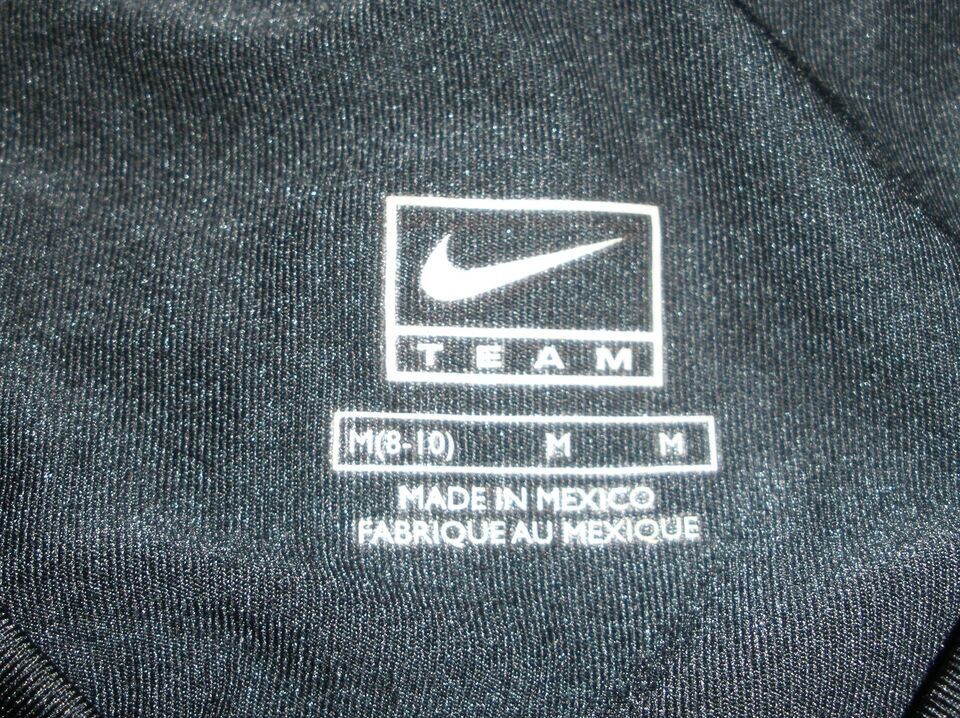 TEAM
M(8-10) M M
MADE IN MEXICO
FABRIQUE AU MEXIQUE